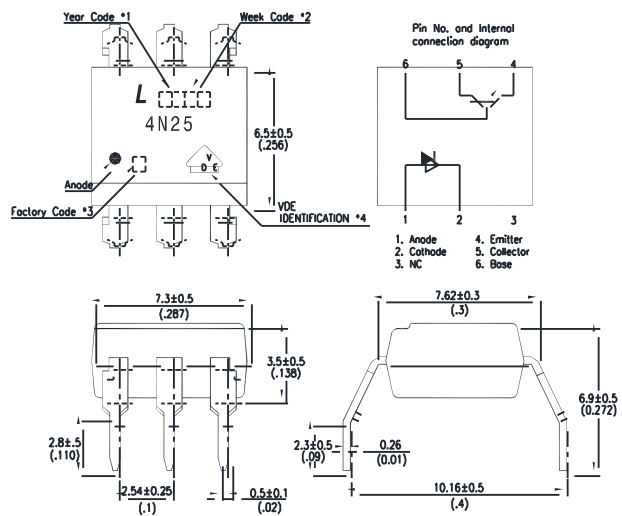 Year Code *1
Week Code *2
L
4N25
6.5±0.5
(.256)
Anode
Factory Code *3
V
D E
VDE
IDENTIFICATION *4
Pin No. and Internal
connection diagram
6 5 4
1 2 3
1. Anode
2. Cathode
3. NC
4. Emitter
5. Collector
6. Base
7.3±0.5
(.287)
3.5±0.5
(.138)
2.8±.5
(.110)
2.54±0.25
(.1)
0.5±0.1
(.02)
7.62±0.3
(.3)
6.9±0.5
(0.272)
2.3±0.5
(.09)
0.26
(0.01)
10.16±0.5
(.4)